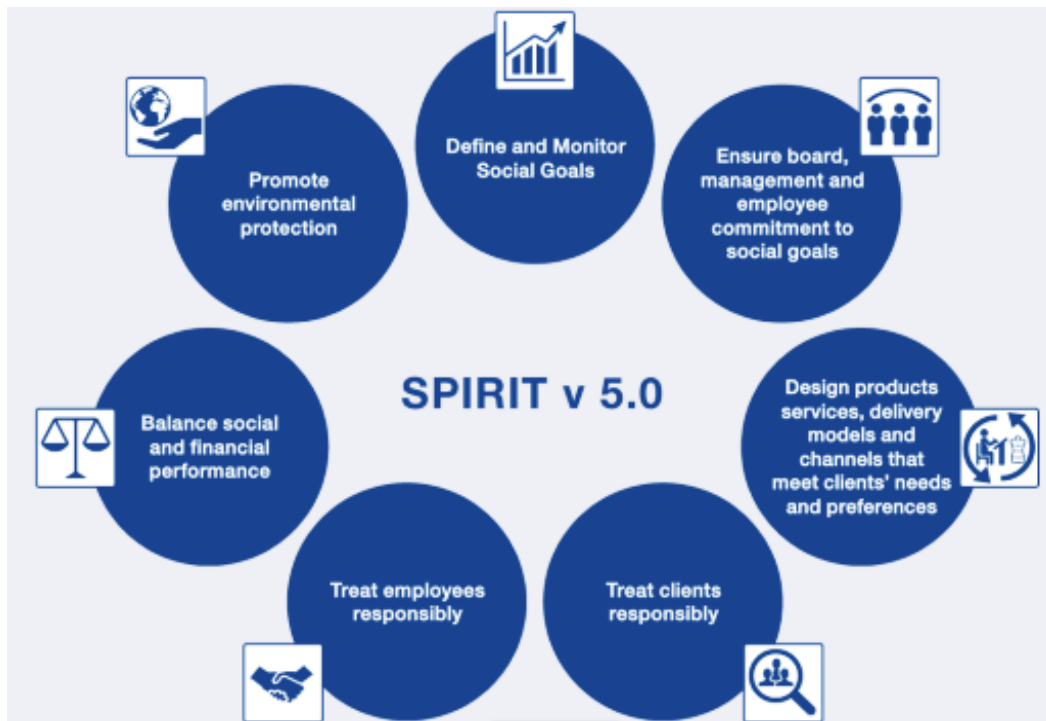 Define and Monitor
Social Goals
Ensure board,
management and
employee
commitment to
social goals
Design products
services, delivery
models and
channels that
meet clients' needs
and preferences
Treat clients
responsibly
Treat employees
responsibly
Balance social
and financial
performance
Promote
environmental
protection
SPIRIT v 5.0